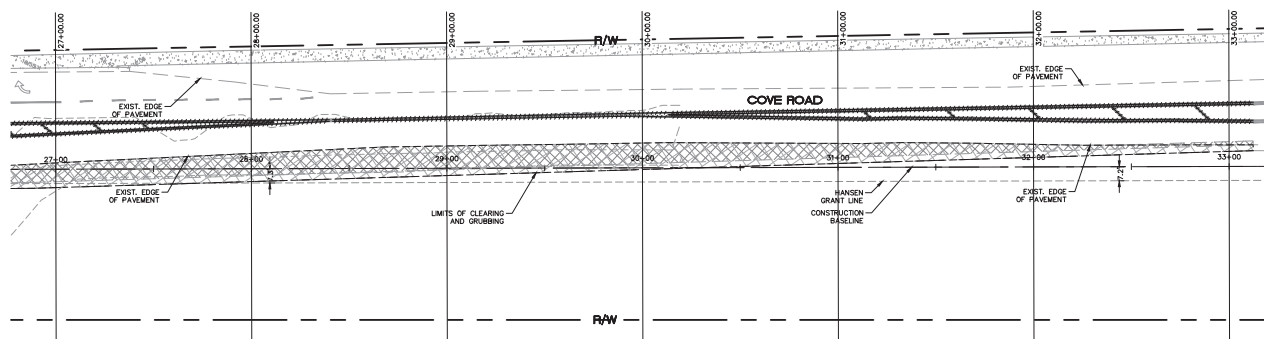 27+00.00
28+00.00
29+00.00
30+00.00
31+00.00
32+00.00
33+00.00
R/W
EXIST. EDGE
OF PAVEMENT
COVE ROAD
EXIST. EDGE
OF PAVEMENT
27+00
28+00
29+00
30+00
31+00
32+00
33+00
EXIST. EDGE
OF PAVEMENT
LIMITS OF CLEARING
AND GRUBBING
HANSEN
GRANT LINE
CONSTRUCTION
BASELINE
EXIST. EDGE
OF PAVEMENT
7.2'
R/W